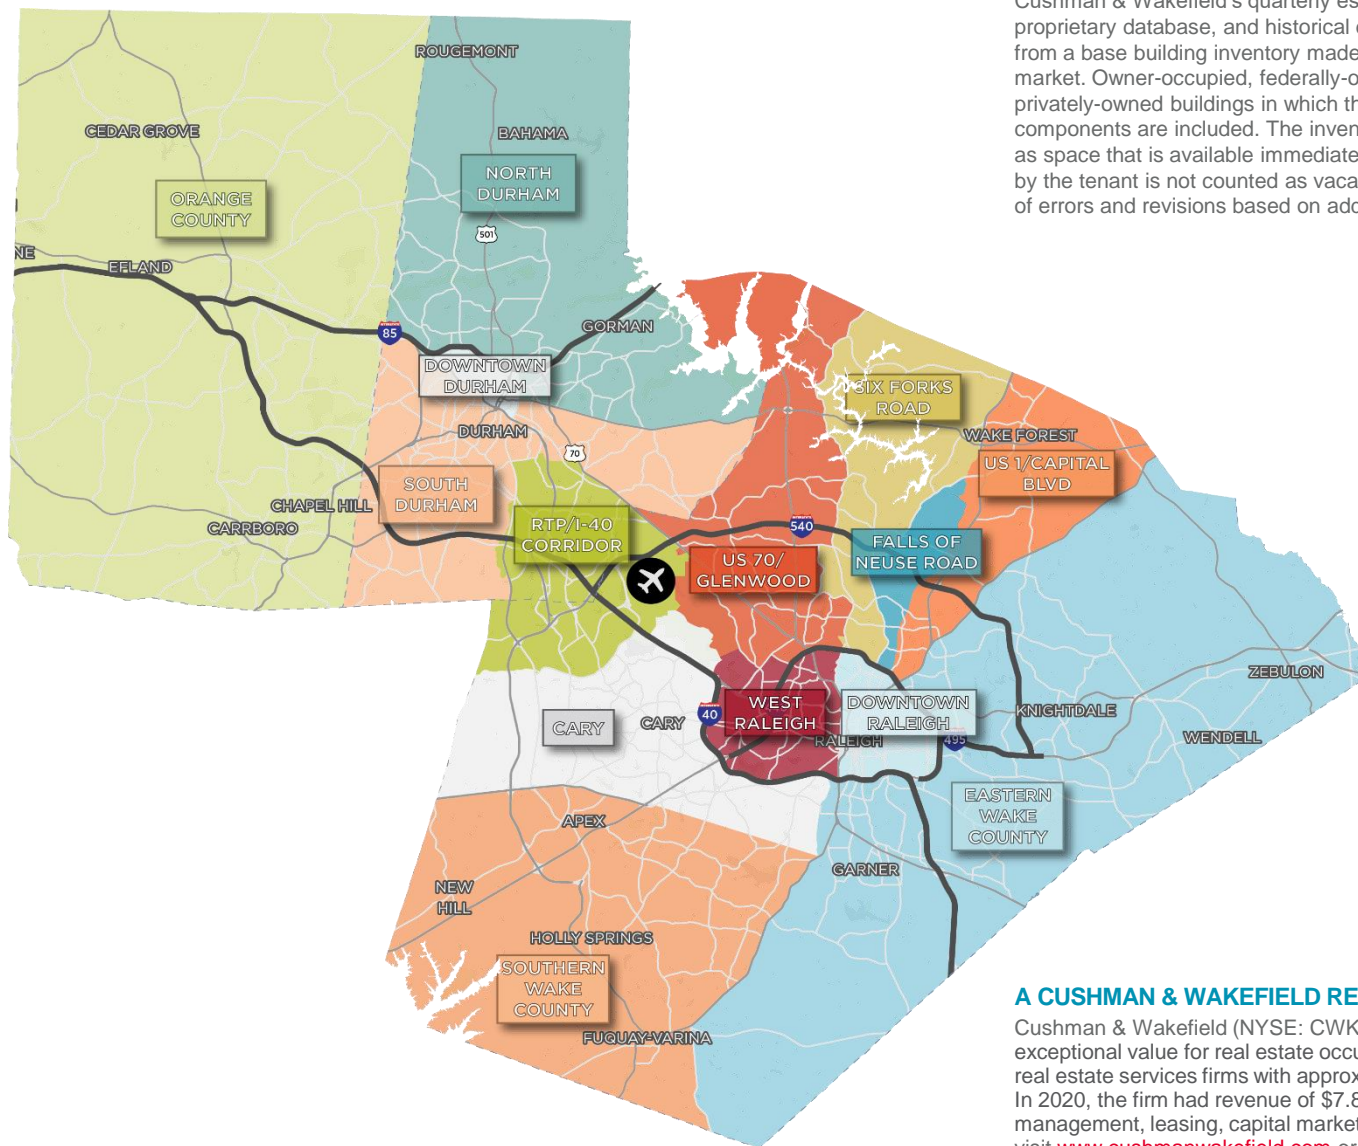 Cushman & Wakefield's quarterly es
proprietary database, and historical
from a base building inventory made
market. Owner-occupied, federally-o
privately-owned buildings in which th
components are included. The inven
as space that is available immediate
by the tenant is not counted as vaca
of errors and revisions based on add
ROUGEMONT
CEDAR GROVE
BAHAMA
NORTH
DURHAM
ORANGE
COUNTY
501
NE
EFLAND
GORMAN
85
DOWNTOWN
DURHAM
SIX FORKS
ROAD
DURHAM
WAKE FOREST
70
US 1/CAPITAL
BLVD
SOUTH
DURHAM
CHAPEL HILL
CARRBORO
RTP/I-40
CORRIDOR
540
FALLS OF
NEUSE ROAD
US 70/
GLENWOOD
ZEBULON
WEST
RALEIGH
DOWNTOWN
RALEIGH
KNIGHTDALE
40
CARY
CARY
RALEIGH
495
WENDELL
EASTERN
WAKE
COUNTY
APEX
GARNER
NEW
HILL
HOLLY SPRINGS
SOUTHERN
WAKE
COUNTY
FUQUAY-VARINA
A CUSHMAN & WAKEFIELD RE
Cushman & Wakefield (NYSE: CWK
exceptional value for real estate occu
real estate services firms with approx
In 2020, the firm had revenue of $7.8
management, leasing, capital market
visit www.cushmanwakefield.com or